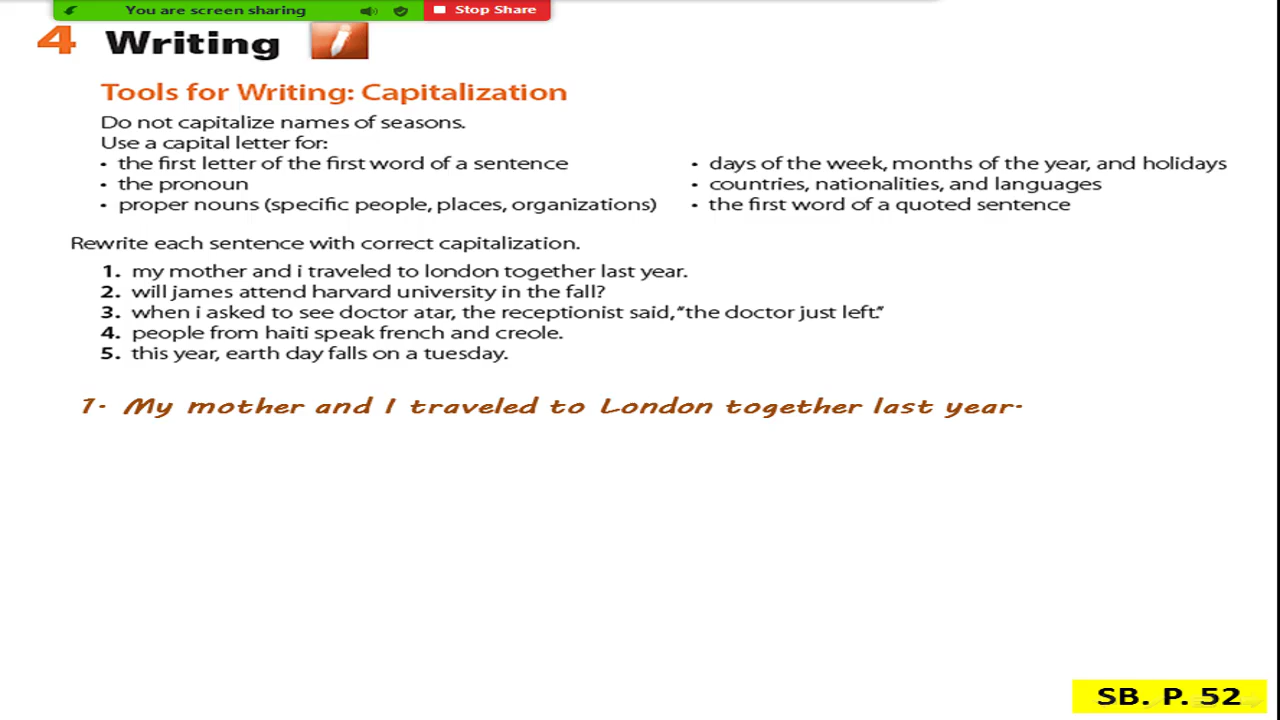 You are screen sharing
Stop Share
4 Writing
Tools for Writing: Capitalization
Do not capitalize names of seasons.
Use a capital letter for:
• the first letter of the first word of a sentence
• the pronoun
• proper nouns (specific people, places, organizations)
• days of the week, months of the year, and holidays
• countries, nationalities, and languages
• the first word of a quoted sentence
Rewrite each sentence with correct capitalization.
1. my mother and i traveled to london together last year.
2. will james attend harvard university in the fall?
3. when i asked to see doctor atar, the receptionist said, “the doctor just left.”
4. people from haiti speak french and creole.
5. this year, earth day falls on a tuesday.
1. My mother and I traveled to London together last year.
SB. P. 52